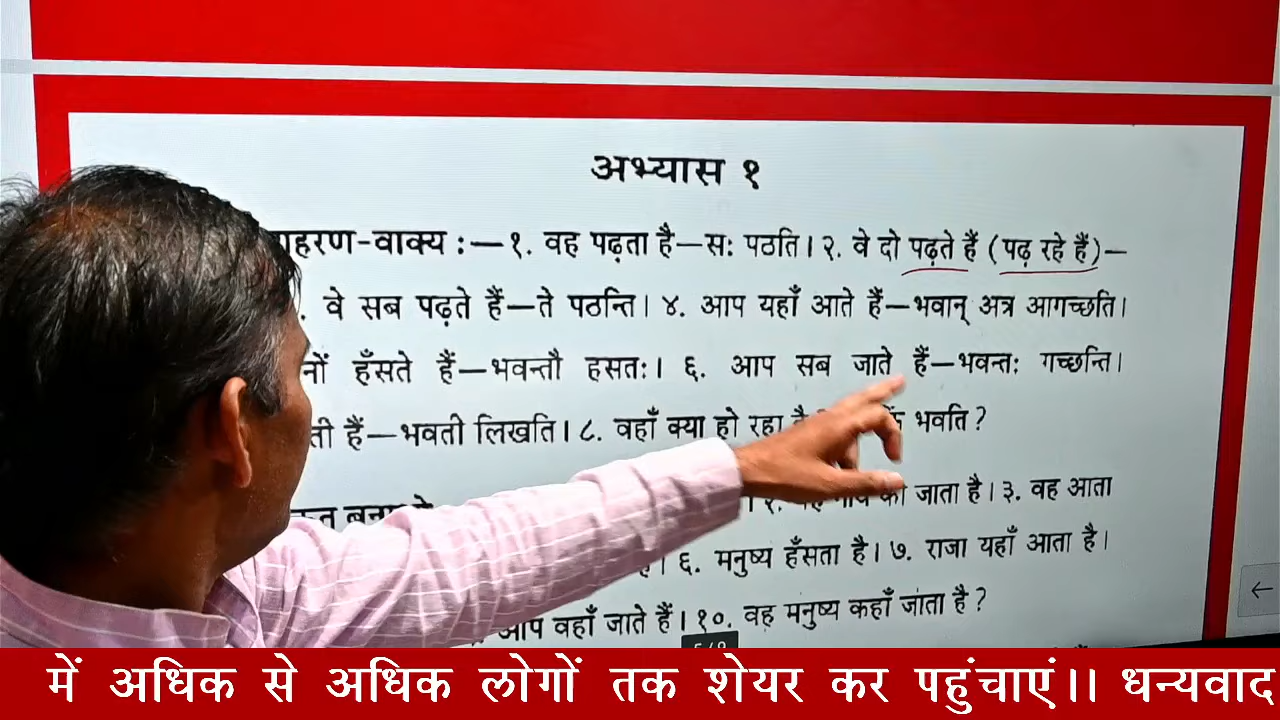 अभ्यास १
वाक्य :—१. वह पढ़ता है—सः पठति। २. वे दो पढ़ते हैं (पढ़ रहे हैं)—
वे सब पढ़ते हैं—ते पठन्ति। ४. आप यहाँ आते हैं—भवान् अत्र आगच्छति।
हँसते हैं—भवन्तौ हसतः। ६. आप सब जाते हैं—भवन्तः गच्छन्ति।
हैं—भवती लिखति। ८. वहाँ क्या हो रहा भवति ?
जाता है। ३. वह आता
६. मनुष्य हँसता है। ७. राजा यहाँ आता है।
आप वहाँ जाते हैं। १०. वह मनुष्य कहाँ जाता है ?
में अधिक से अधिक लोगों तक शेयर कर पहुंचाएं।। धन्यवाद